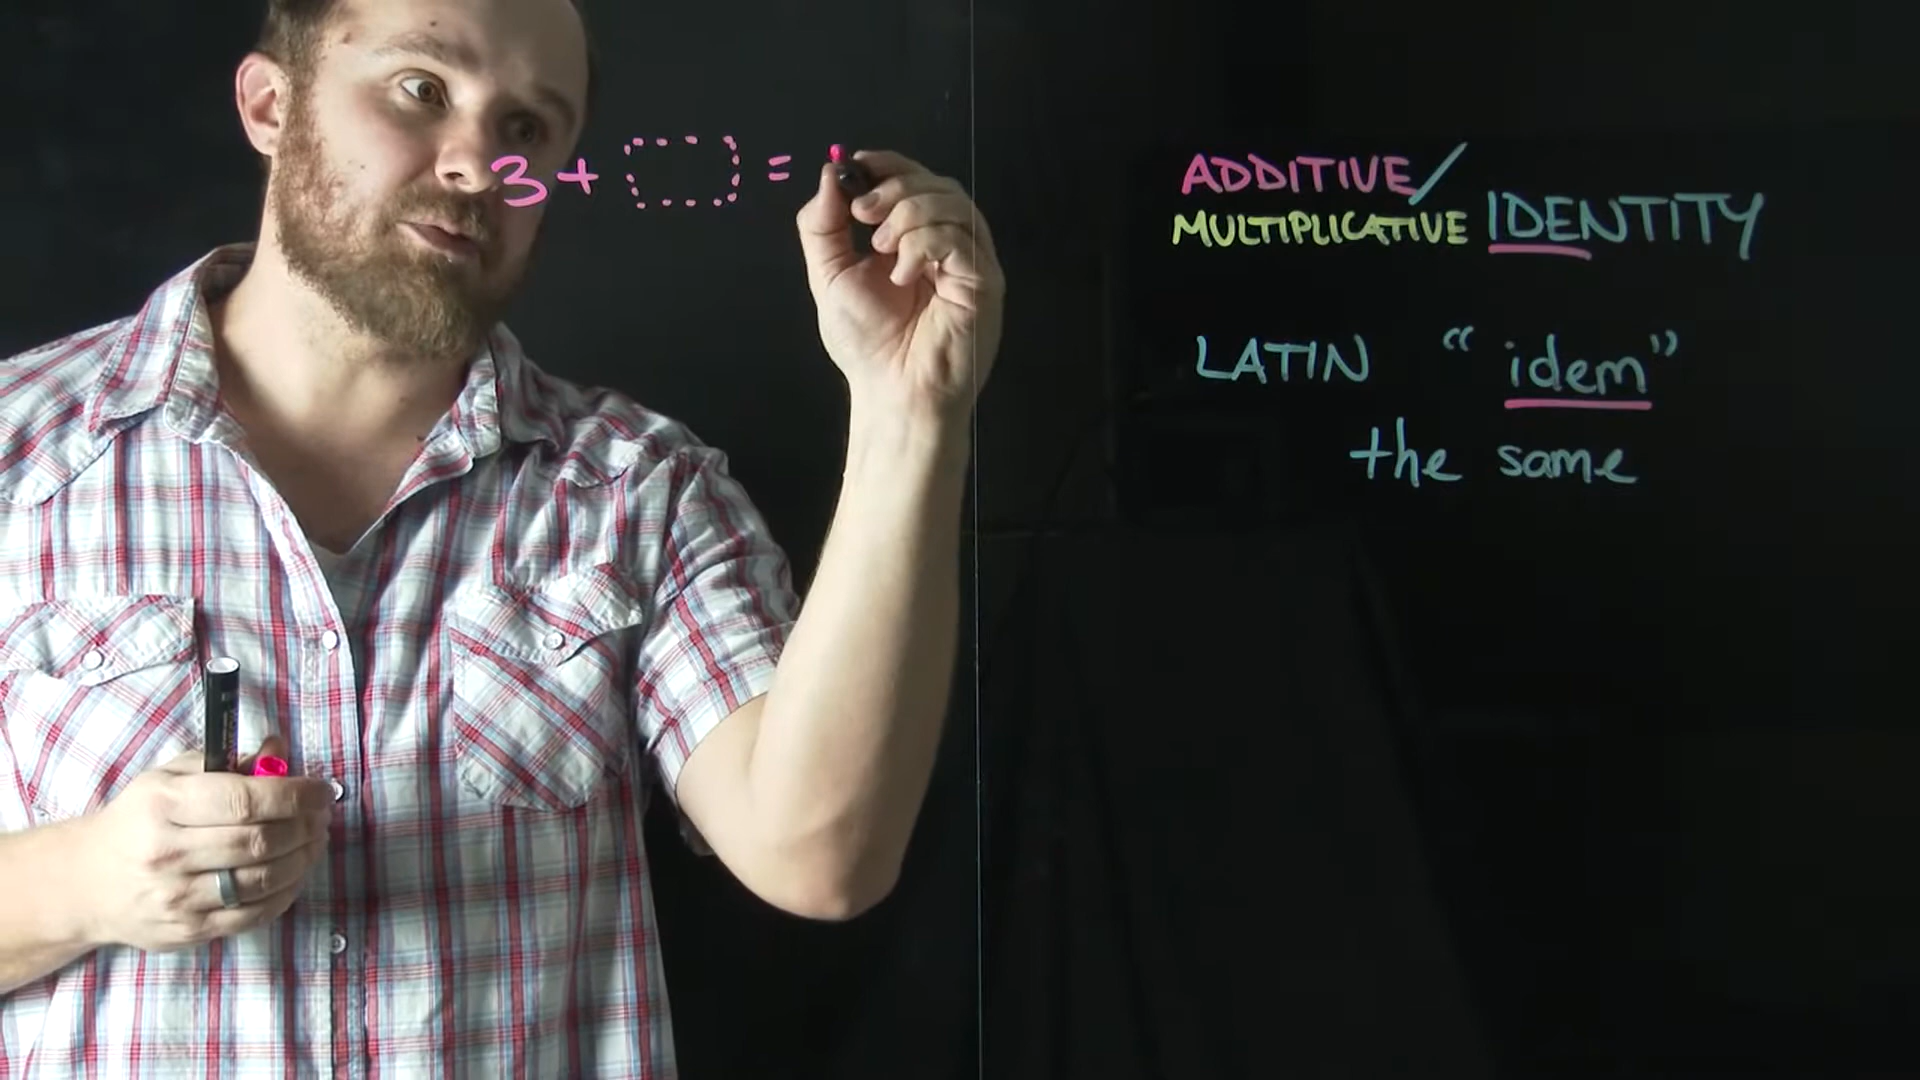 3 + =
ADDITIVE/
MULTIPLICATIVE IDENTITY
LATIN "idem"
the same